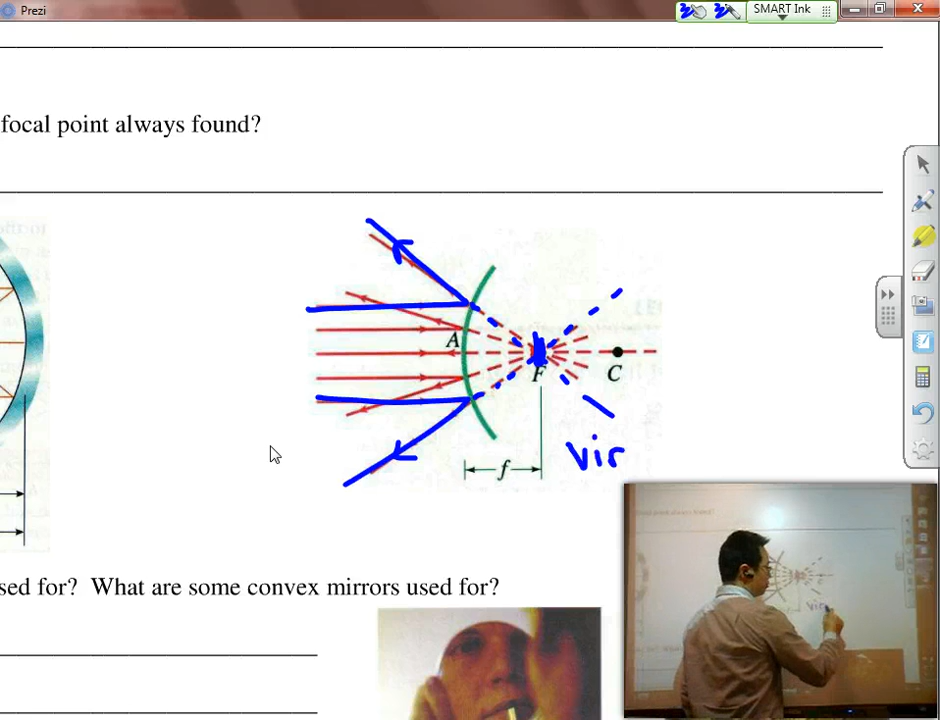 Prezi
SMART Ink
focal point always found?
A
F
C
f
vir
sed for? What are some convex mirrors used for?